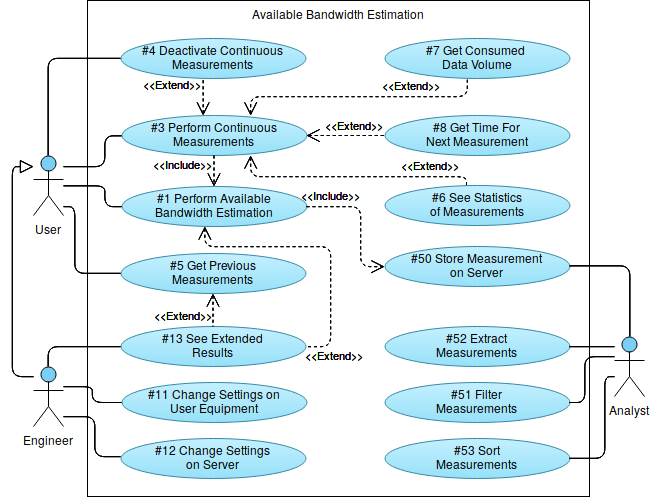 Available Bandwidth Estimation
#4 Deactivate Continuous
Measurements
#7 Get Consumed
Data Volume
<<Extend>>
<<Extend>>
#3 Perform Continuous
Measurements
<<Extend>>
#8 Get Time For
Next Measurement
<<Include>>
<<Extend>>
#1 Perform Available
Bandwidth Estimation
<<Include>>
#6 See Statistics
of Measurements
User
#5 Get Previous
Measurements
#50 Store Measurement
on Server
<<Extend>>
#13 See Extended
Results
<<Extend>>
#52 Extract
Measurements
#11 Change Settings on
User Equipment
#51 Filter
Measurements
Analyst
Engineer
#12 Change Settings
on Server
#53 Sort
Measurements